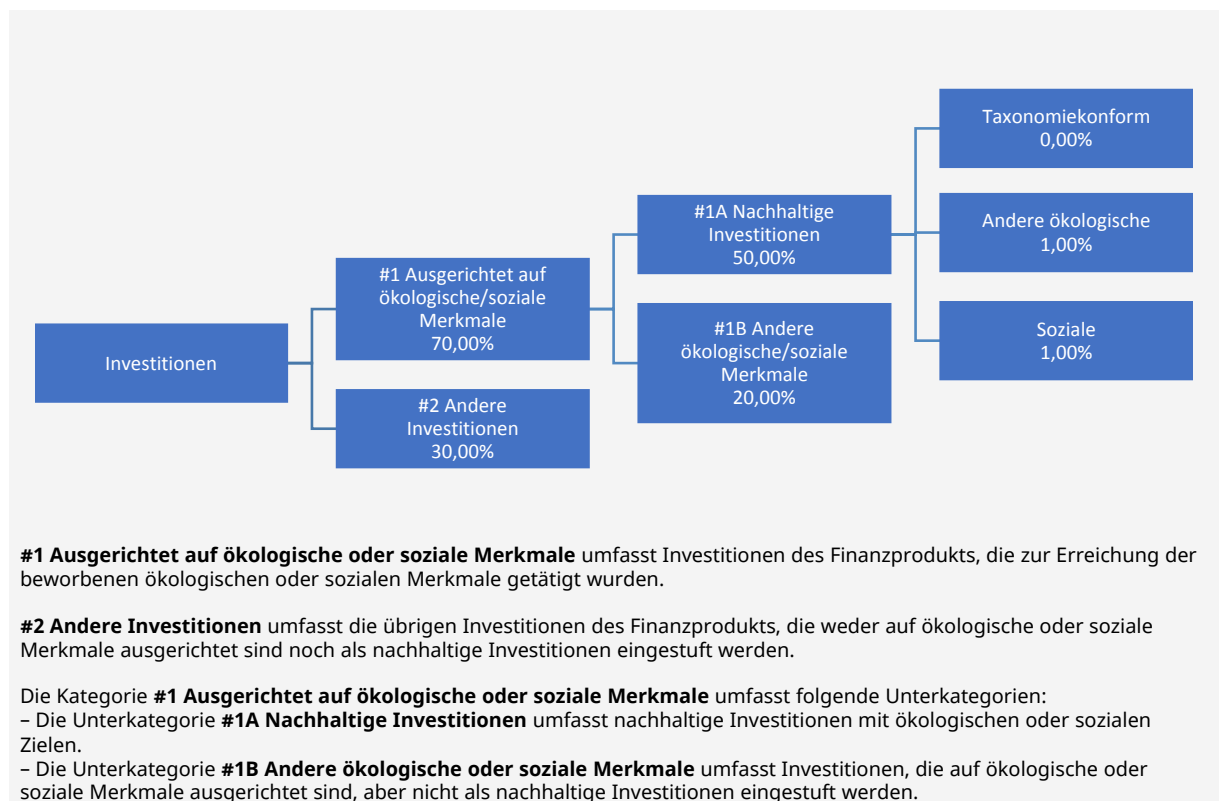 Investitionen
#1 Ausgerichtet auf
ökologische/soziale
Merkmale
70,00%
#2 Andere
Investitionen
30,00%
#1A Nachhaltige
Investitionen
50,00%
#1B Andere
ökologische/soziale
Merkmale
20,00%
Taxonomiekonform
0,00%
Andere ökologische
1,00%
Soziale
1,00%
#1 Ausgerichtet auf ökologische oder soziale Merkmale umfasst Investitionen des Finanzprodukts, die zur Erreichung der
beworbenen ökologischen oder sozialen Merkmale getätigt wurden.
#2 Andere Investitionen umfasst die übrigen Investitionen des Finanzprodukts, die weder auf ökologische oder soziale
Merkmale ausgerichtet sind noch als nachhaltige Investitionen eingestuft werden.
Die Kategorie #1 Ausgerichtet auf ökologische oder soziale Merkmale umfasst folgende Unterkategorien:
– Die Unterkategorie #1A Nachhaltige Investitionen umfasst nachhaltige Investitionen mit ökologischen oder sozialen
Zielen.
– Die Unterkategorie #1B Andere ökologische oder soziale Merkmale umfasst Investitionen, die auf ökologische oder
soziale Merkmale ausgerichtet sind, aber nicht als nachhaltige Investitionen eingestuft werden.